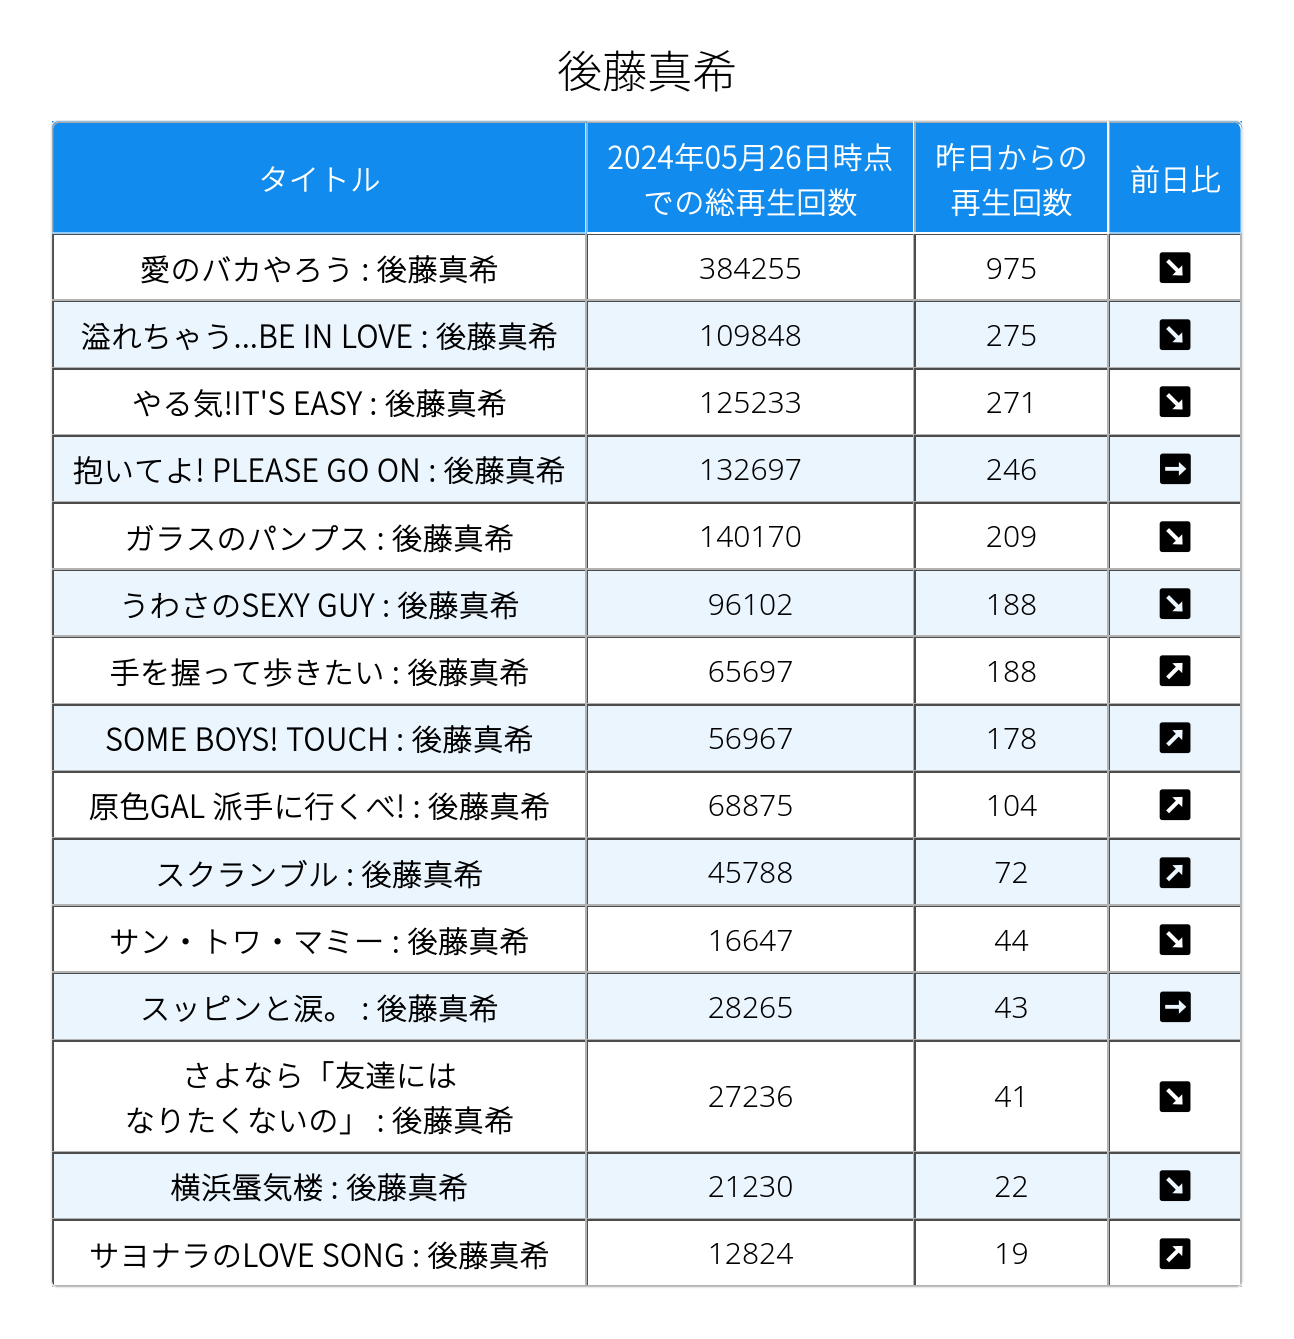 後藤真希
タイトル
2024年05月26日時点
での総再生回数
昨日からの
再生回数
前日比
愛のバカやろう : 後藤真希 384255 975 ↘
溢れちゃう...BE IN LOVE : 後藤真希 109848 275 ↘
やる気!IT'S EASY : 後藤真希 125233 271 ↘
抱いてよ! PLEASE GO ON : 後藤真希 132697 246 →
ガラスのパンプス : 後藤真希 140170 209 ↘
うわさのSEXY GUY : 後藤真希 96102 188 ↘
手を握って歩きたい : 後藤真希 65697 188 ↗
SOME BOYS! TOUCH : 後藤真希 56967 178 ↗
原色GAL 派手に行くべ! : 後藤真希 68875 104 ↗
スクランブル : 後藤真希 45788 72 ↗
サン・トワ・マミー : 後藤真希 16647 44 ↘
スッピンと涙。 : 後藤真希 28265 43 →
さよなら「友達には
なりたくないの」 : 後藤真希 27236 41 ↘
横浜蜃気楼 : 後藤真希 21230 22 ↘
サヨナラのLOVE SONG : 後藤真希 12824 19 ↗